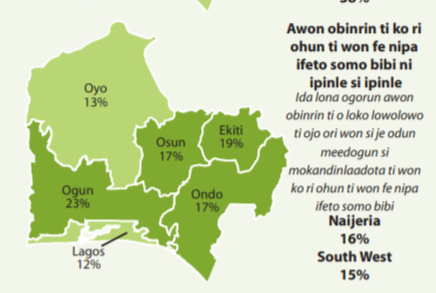 38%
Awon obinrin ti ko ri
ohun ti won fe nipa
ifeto somo bibi ni
ipinle si ipinle
Ida lona ogorun awon
obinrin ti o loko lowolowo
ti ojo ori won si je odun
meedogun si
mokandinlaadota ti won
ko ri ohun ti won fe nipa
ifeto somo bibi
Naijeria
16%
South West
15%
Oyo
13%
Osun
17%
Ekiti
19%
Ogun
23%
Ondo
17%
Lagos
12%